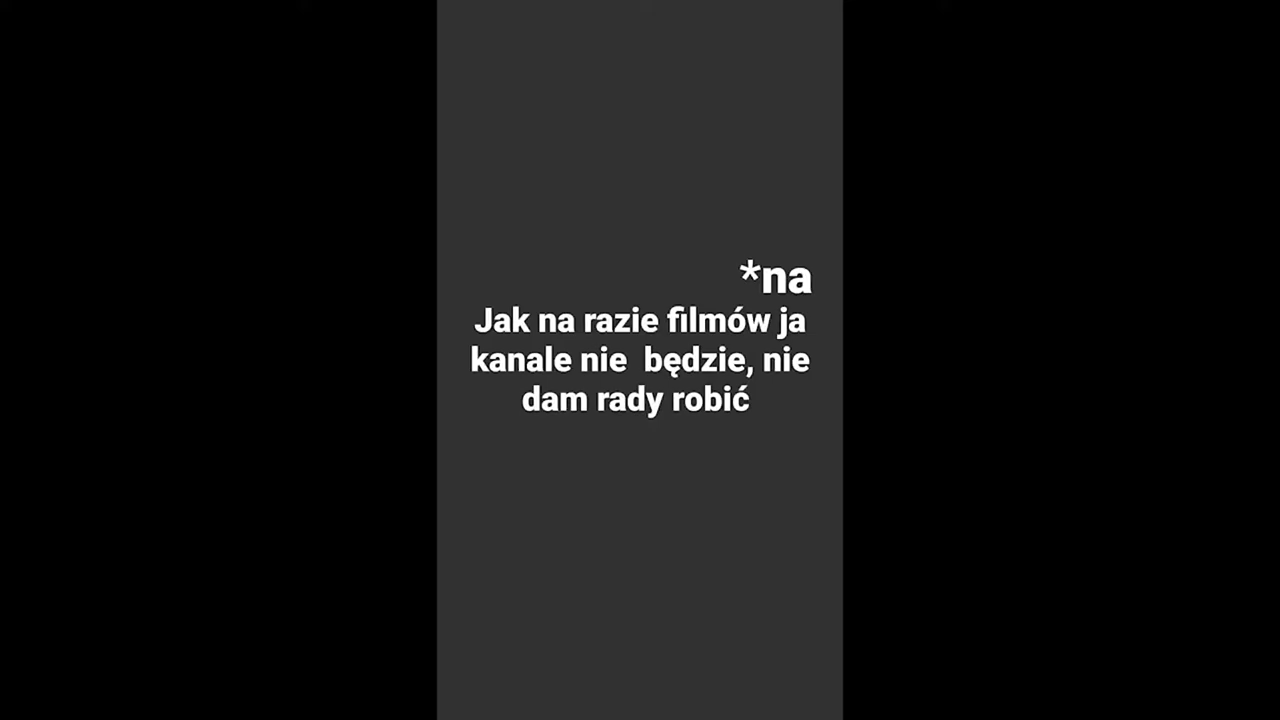 *na
Jak na razie filmów ja
kanale nie  będzie, nie
dam rady robić